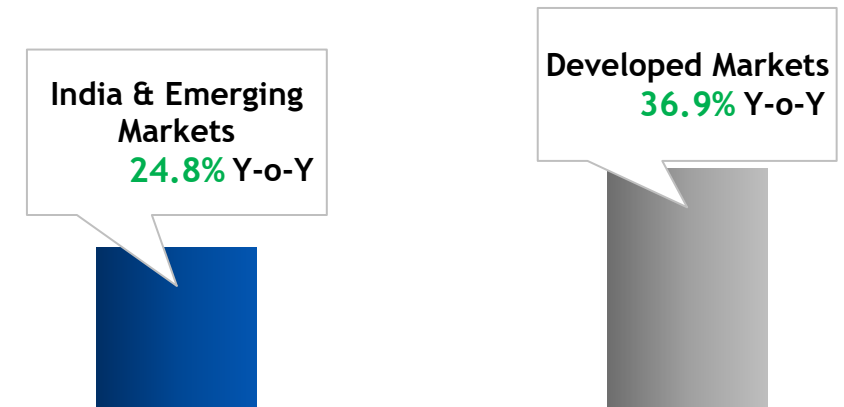 India & Emerging
Markets
24.8% Y-o-Y
Developed Markets
36.9% Y-o-Y